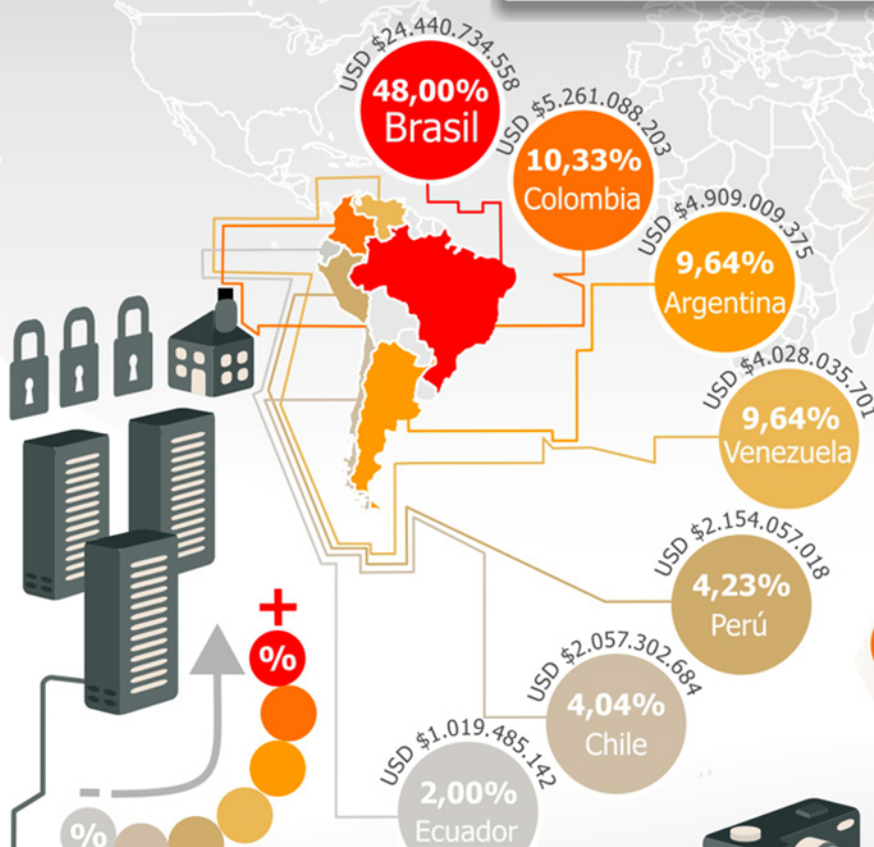 USD $24.440.734.558
48,00%
Brasil
USD $5.261.088.203
10,33%
Colombia
USD $4.909.009.375
9,64%
Argentina
USD $4.028.035.701
9,64%
Venezuela
USD $2.154.057.018
4,23%
Perú
USD $2.057.302.684
4,04%
Chile
USD $1.019.485.142
2,00%
Ecuador
+
%
-
%